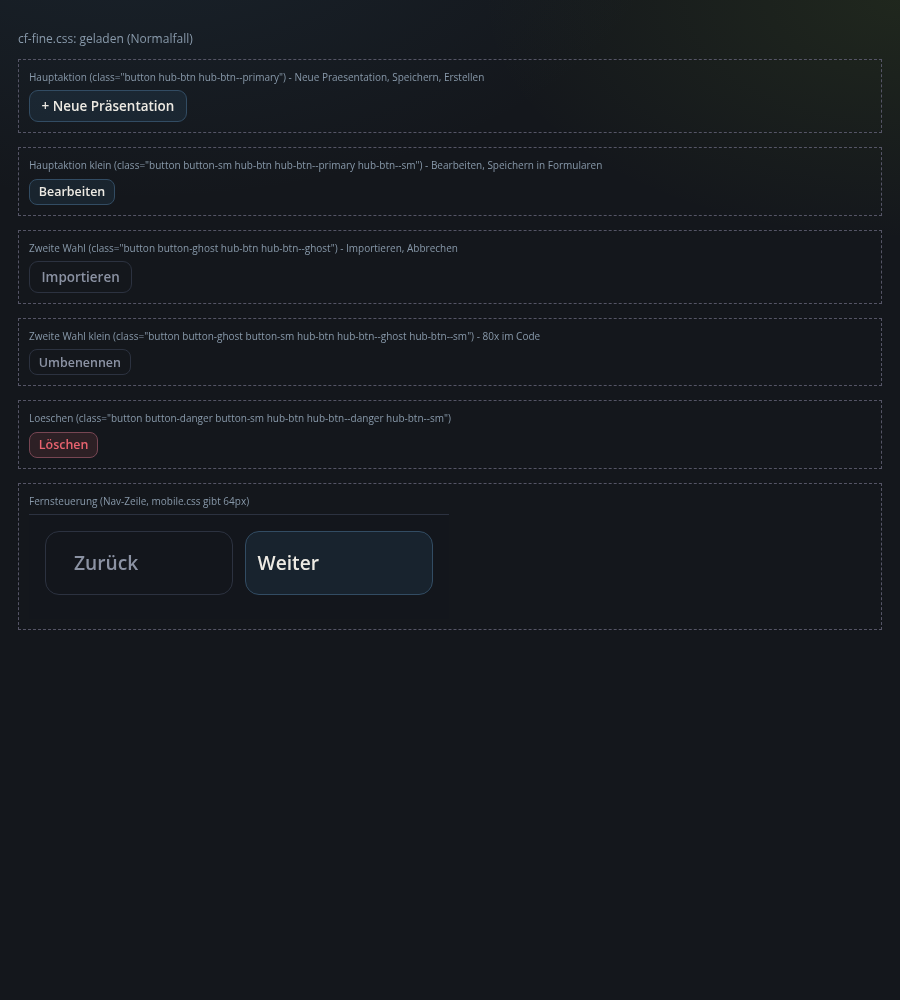 cf-fine.css: geladen (Normalfall)
Hauptaktion (class="button hub-btn hub-btn--primary") - Neue Praesentation, Speichern, Erstellen
+ Neue Präsentation
Hauptaktion klein (class="button button-sm hub-btn hub-btn--primary hub-btn--sm") - Bearbeiten, Speichern in Formularen
Bearbeiten
Zweite Wahl (class="button button-ghost hub-btn hub-btn--ghost") - Importieren, Abbrechen
Importieren
Zweite Wahl klein (class="button button-ghost button-sm hub-btn hub-btn--ghost hub-btn--sm") - 80x im Code
Umbenennen
Loeschen (class="button button-danger button-sm hub-btn hub-btn--danger hub-btn--sm")
Löschen
Fernsteuerung (Nav-Zeile, mobile.css gibt 64px)
Zurück Weiter